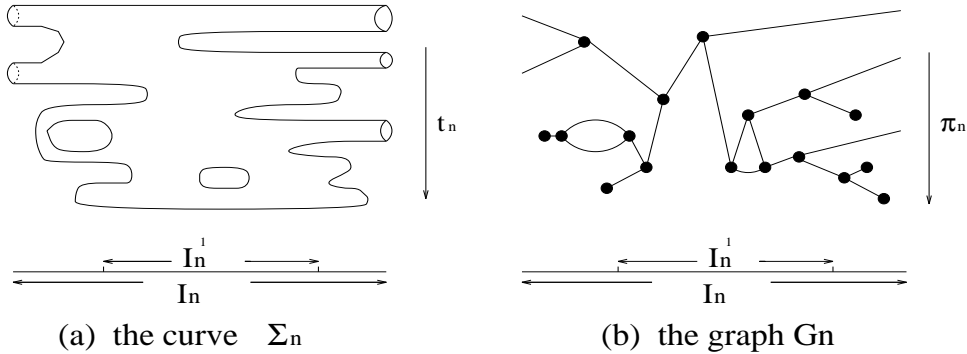 tn
πn
In¹
In¹
In
In
(a) the curve Σn
(b) the graph Gn